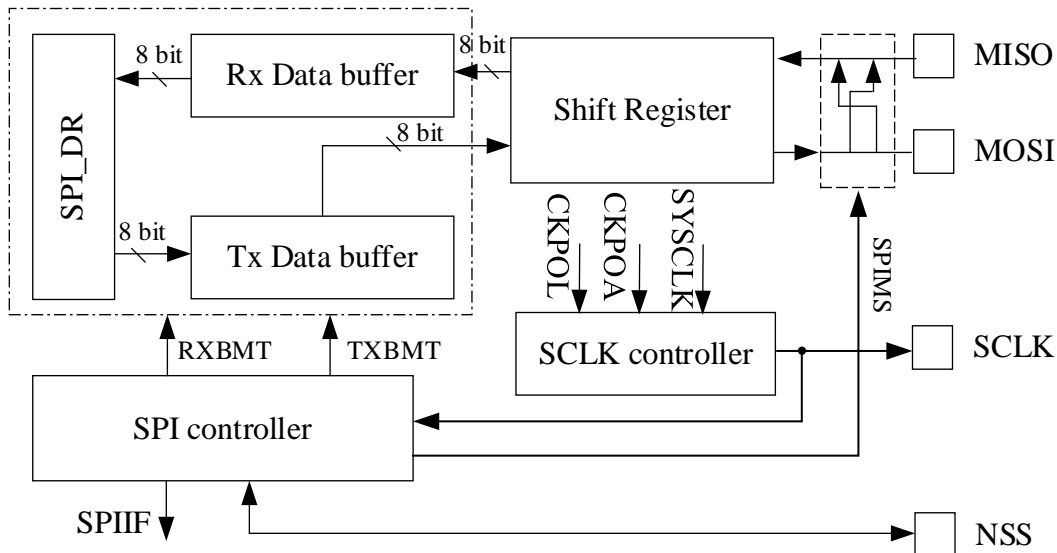 8 bit
Rx Data buffer
8 bit
Shift Register
MISO
SPI_DR
8 bit
MOSI
8 bit
Tx Data buffer
CKPOL
CKPOA
SYSCLK
SPIMS
RXBMT
TXBMT
SCLK controller
SCLK
SPI controller
SPIIF
NSS